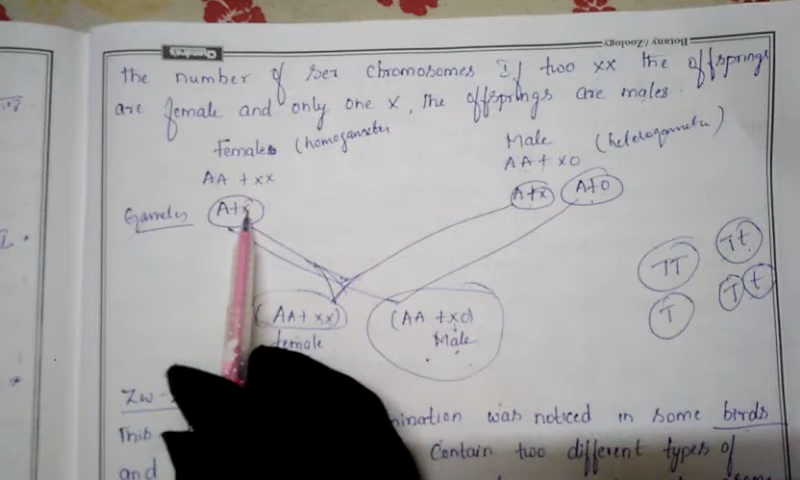 Botany/Zoology
the number of sex chromosomes If two xx the offsprings
are female and only one x, the offsprings are males.
Females (homogametes Male (heterogametes)
AA + xx AA + xo
Gametes A+x A+x A+o
(AA + xx) (AA + xo)
female Male
TT Tt
T T t
ZW-
This mination was noticed in some birds
and Contain two different types of